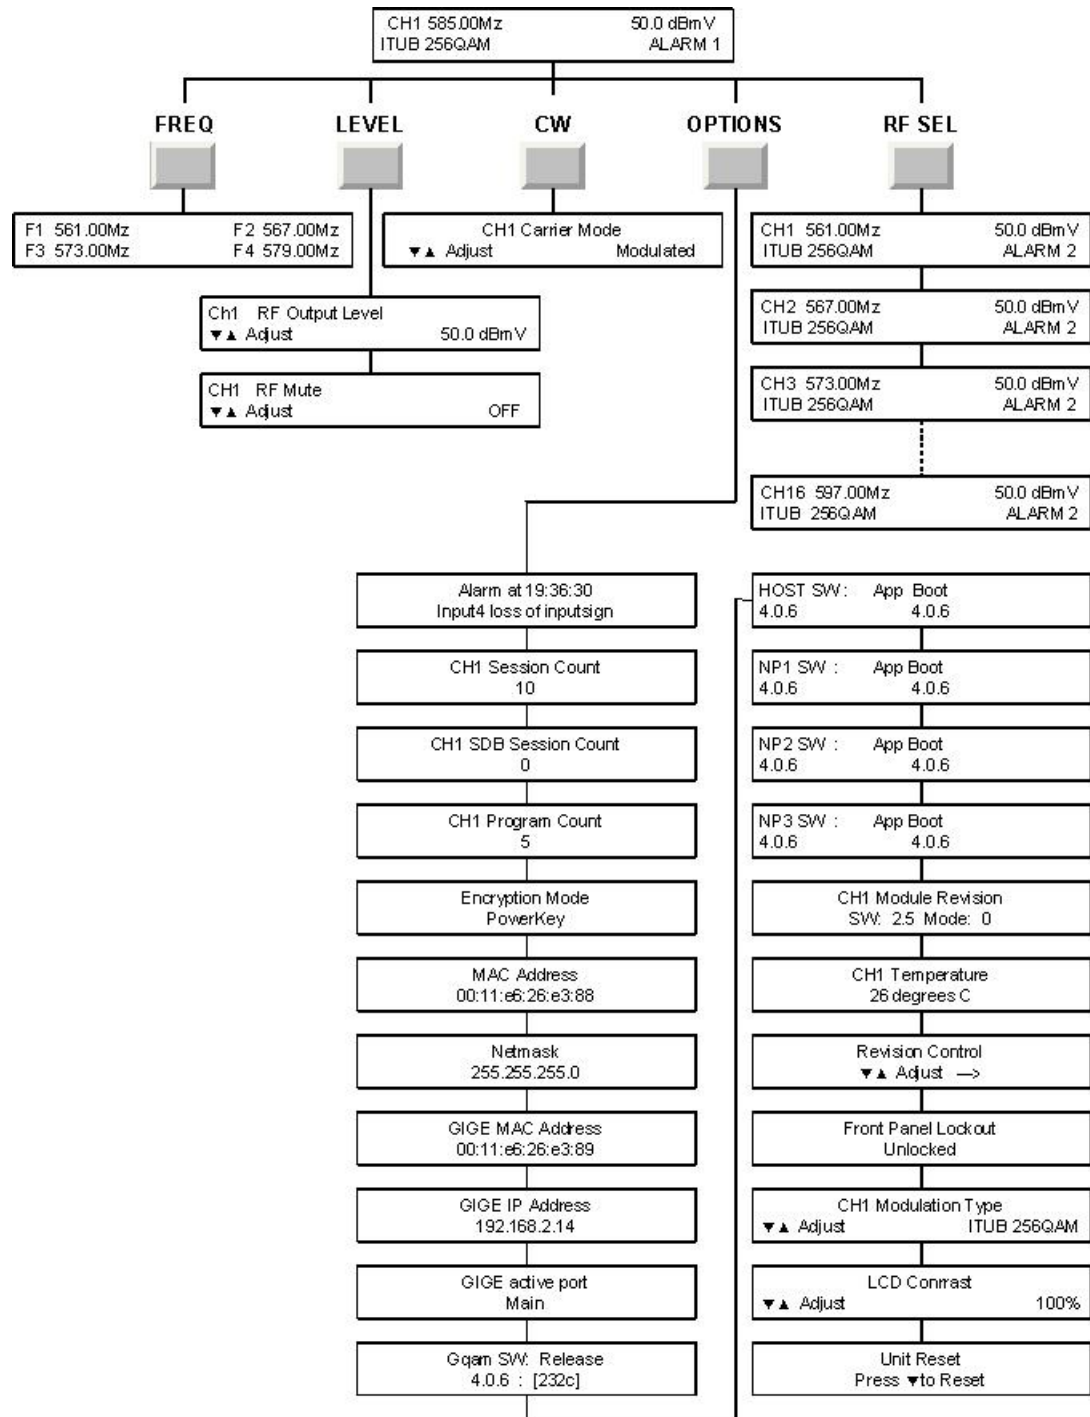 CH1 585.00Mz 50.0 dBmV
ITUB 256QAM ALARM 1
FREQ LEVEL CW OPTIONS RF SEL
F1 561.00Mz F2 567.00Mz
F3 573.00Mz F4 579.00Mz
Ch1 RF Output Level
▼▲ Adjust 50.0 dBmV
CH1 RF Mute
▼▲ Adjust OFF
CH1 Carrier Mode
▼▲ Adjust Modulated
CH1 561.00Mz 50.0 dBmV
ITUB 256QAM ALARM 2
CH2 567.00Mz 50.0 dBmV
ITUB 256QAM ALARM 2
CH3 573.00Mz 50.0 dBmV
ITUB 256QAM ALARM 2
CH16 597.00Mz 50.0 dBmV
ITUB 256QAM ALARM 2
Alarm at 19:36:30
Input4 loss of inputsign
CH1 Session Count
10
CH1 SDB Session Count
0
CH1 Program Count
5
Encryption Mode
PowerKey
MAC Address
00:11:e6:26:e3:88
Netmask
255.255.255.0
GIGE MAC Address
00:11:e6:26:e3:89
GIGE IP Address
192.168.2.14
GIGE active port
Main
Gqam SW: Release
4.0.6 : [232c]
HOST SW: App Boot
4.0.6 4.0.6
NP1 SW : App Boot
4.0.6 4.0.6
NP2 SW : App Boot
4.0.6 4.0.6
NP3 SW : App Boot
4.0.6 4.0.6
CH1 Module Revision
SW: 2.5 Mode: 0
CH1 Temperature
26 degrees C
Revision Control
▼▲ Adjust —>
Front Panel Lockout
Unlocked
CH1 Modulation Type
▼▲ Adjust ITUB 256QAM
LCD Conrrast
▼▲ Adjust 100%
Unit Reset
Press ▼to Reset